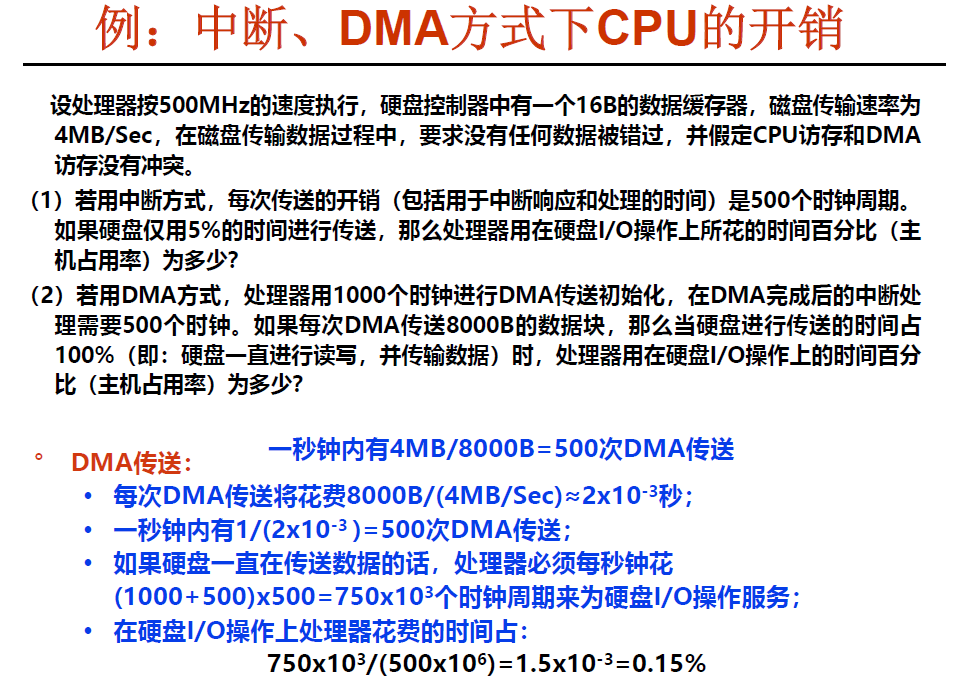 例：中断、DMA方式下CPU的开销
设处理器按500MHz的速度执行，硬盘控制器中有一个16B的数据缓存器，磁盘传输速率为
4MB/Sec，在磁盘传输数据过程中，要求没有任何数据被错过，并假定CPU访存和DMA
访存没有冲突。
（1）若用中断方式，每次传送的开销（包括用于中断响应和处理的时间）是500个时钟周期。
如果硬盘仅用5%的时间进行传送，那么处理器用在硬盘I/O操作上所花的时间百分比（主
机占用率）为多少?
（2）若用DMA方式，处理器用1000个时钟进行DMA传送初始化，在DMA完成后的中断处
理需要500个时钟。如果每次DMA传送8000B的数据块，那么当硬盘进行传送的时间占
100%（即：硬盘一直进行读写，并传输数据）时，处理器用在硬盘I/O操作上的时间百分
比（主机占用率）为多少?
一秒钟内有4MB/8000B=500次DMA传送
° DMA传送：
• 每次DMA传送将花费8000B/(4MB/Sec)≈2x10⁻³秒；
• 一秒钟内有1/(2x10⁻³ )=500次DMA传送；
• 如果硬盘一直在传送数据的话，处理器必须每秒钟花
(1000+500)x500=750x10³个时钟周期来为硬盘I/O操作服务；
• 在硬盘I/O操作上处理器花费的时间占：
750x10³/(500x10⁶)=1.5x10⁻³=0.15%